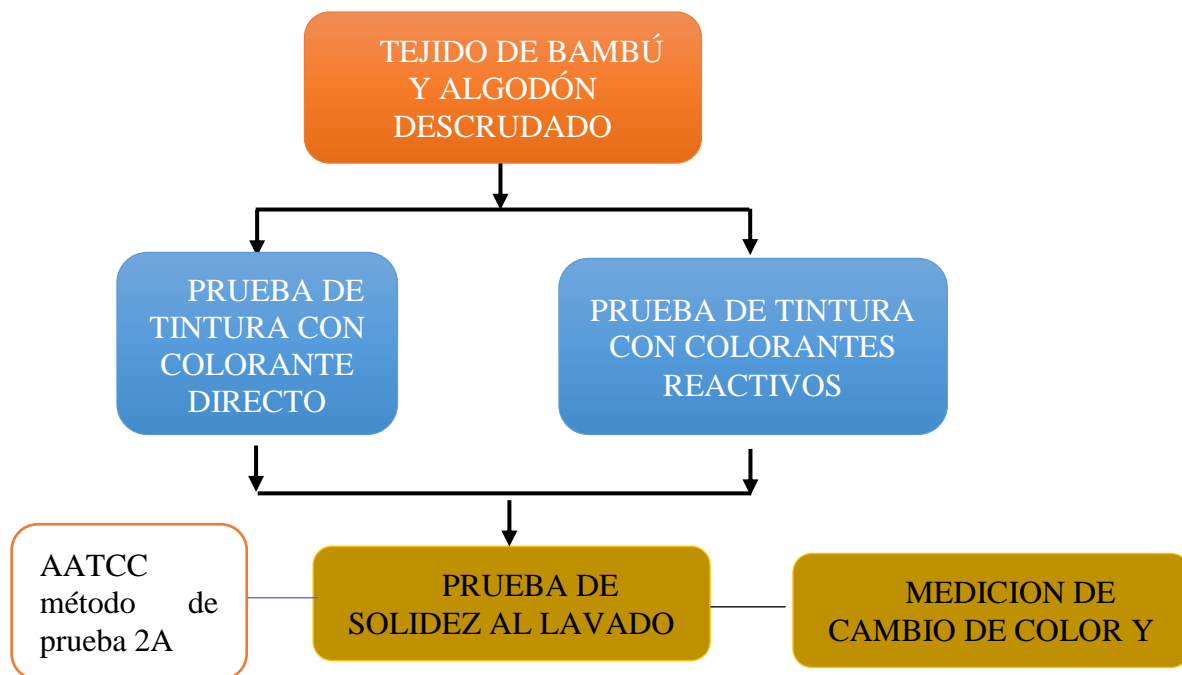 TEJIDO DE BAMBÚ
Y ALGODÓN
DESCRUDADO
PRUEBA DE
TINTURA CON
COLORANTE
DIRECTO
PRUEBA DE TINTURA
CON COLORANTES
REACTIVOS
AATCC
método de
prueba 2A
PRUEBA DE
SOLIDEZ AL LAVADO
MEDICION DE
CAMBIO DE COLOR Y